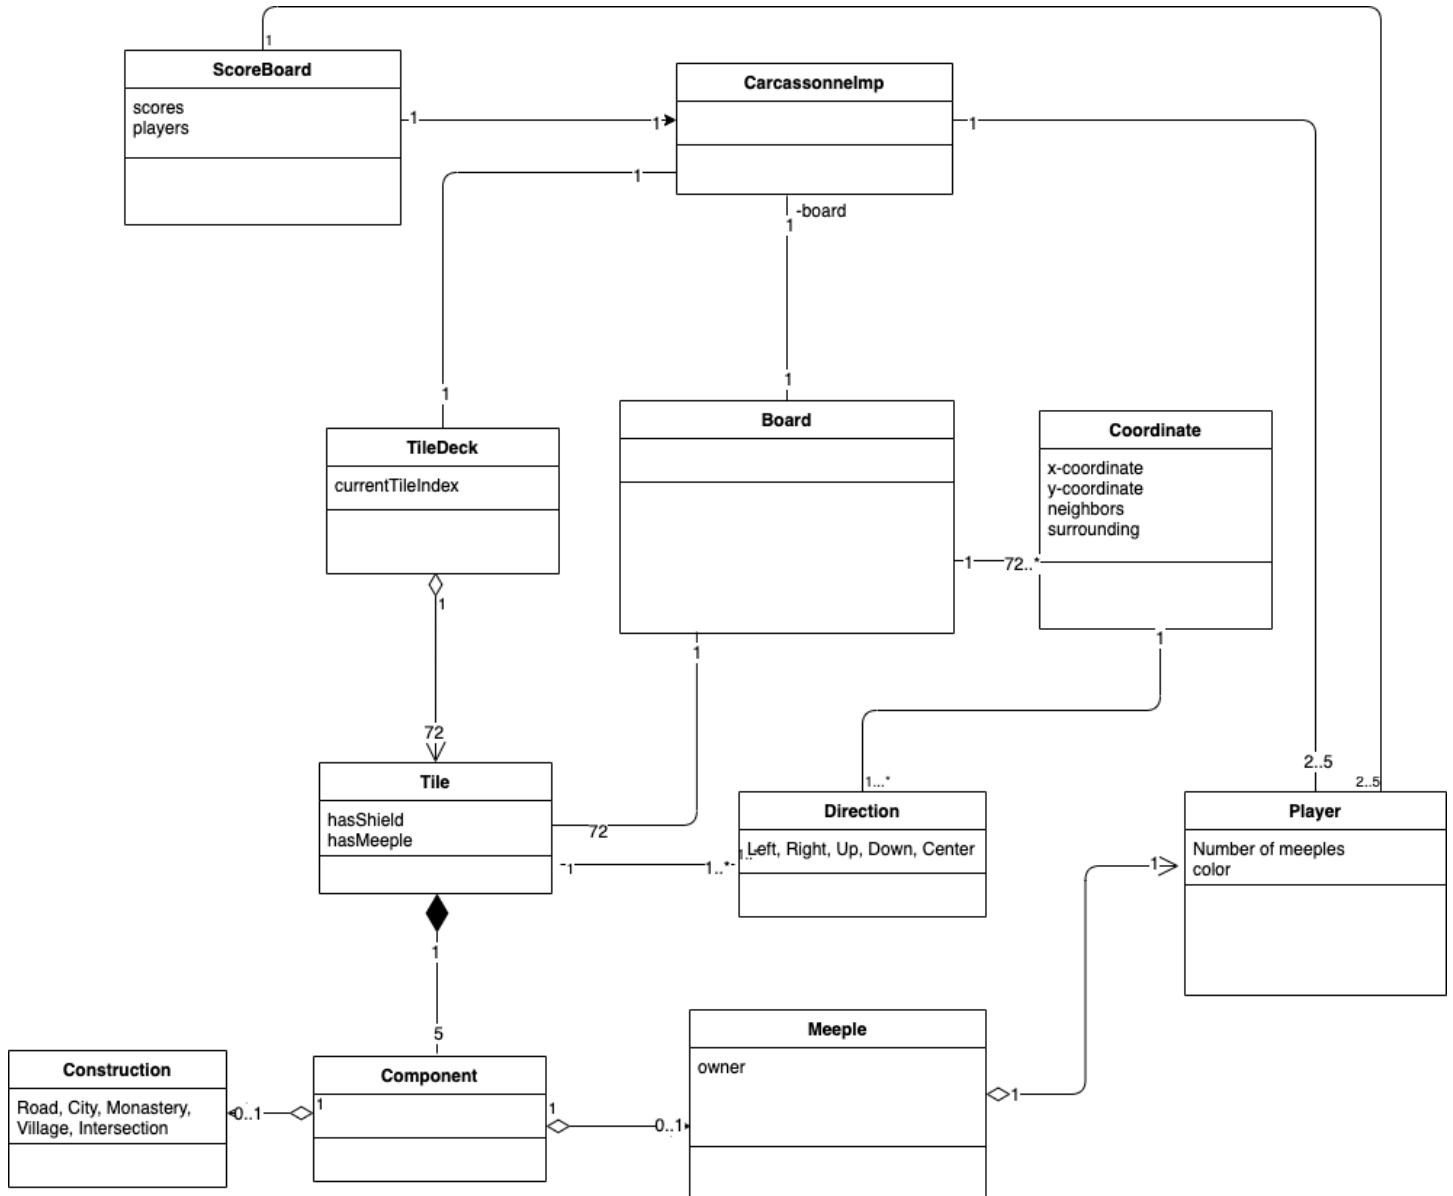 1
ScoreBoard
scores
players
CarcassonneImp
1
1
1
1
-board
1
1
1
TileDeck
currentTileIndex
Board
Coordinate
x-coordinate
y-coordinate
neighbors
surrounding
1
72..*
1
1
1
72
2..5
1...*
2..5
Tile
hasShield
hasMeeple
72
1
1..*
Direction
Left, Right, Up, Down, Center
Player
Number of meeples
color
1
1
5
Meeple
owner
1
Construction
Road, City, Monastery,
Village, Intersection
0..1
1
Component
1
0..1